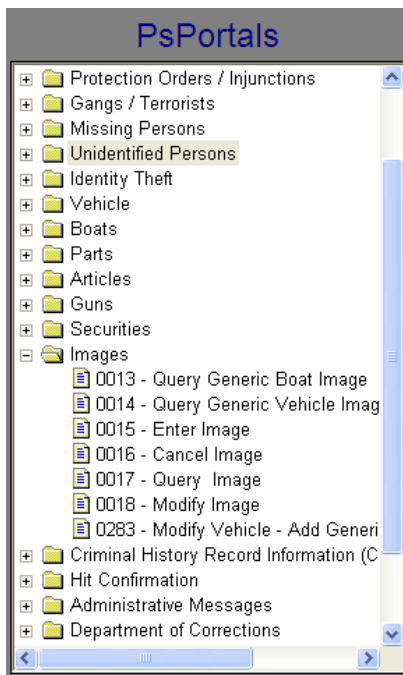 PsPortals
Protection Orders / Injunctions
Gangs / Terrorists
Missing Persons
Unidentified Persons
Identity Theft
Vehicle
Boats
Parts
Articles
Guns
Securities
Images
0013 - Query Generic Boat Image
0014 - Query Generic Vehicle Imag
0015 - Enter Image
0016 - Cancel Image
0017 - Query  Image
0018 - Modify Image
0283 - Modify Vehicle - Add Generi
Criminal History Record Information (C
Hit Confirmation
Administrative Messages
Department of Corrections